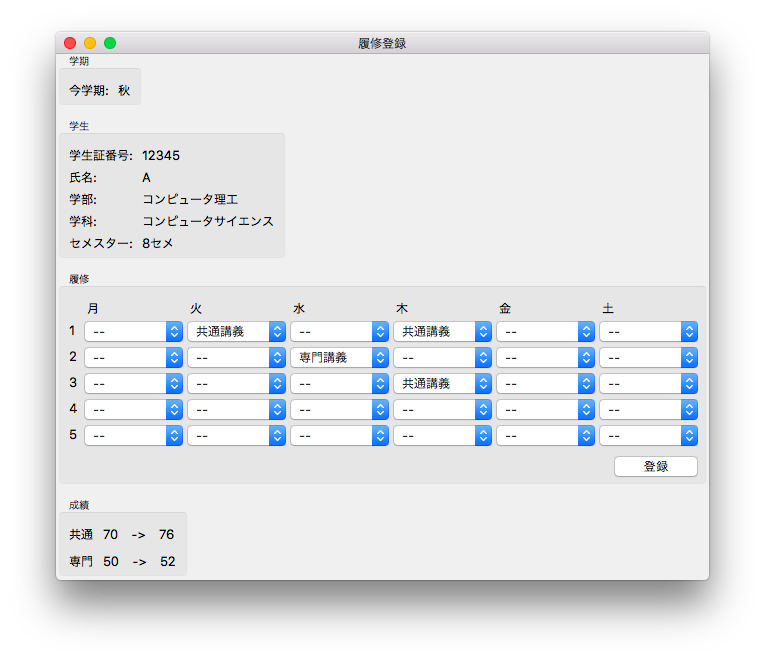 履修登録
学期
今学期: 秋
学生
学生証番号: 12345
氏名: A
学部: コンピュータ理工
学科: コンピュータサイエンス
セメスター: 8セメ
履修
月 火 水 木 金 土
1 -- 共通講義 -- 共通講義 -- --
2 -- -- 専門講義 -- -- --
3 -- -- -- 共通講義 -- --
4 -- -- -- -- -- --
5 -- -- -- -- -- --
登録
成績
共通 70 -> 76
専門 50 -> 52